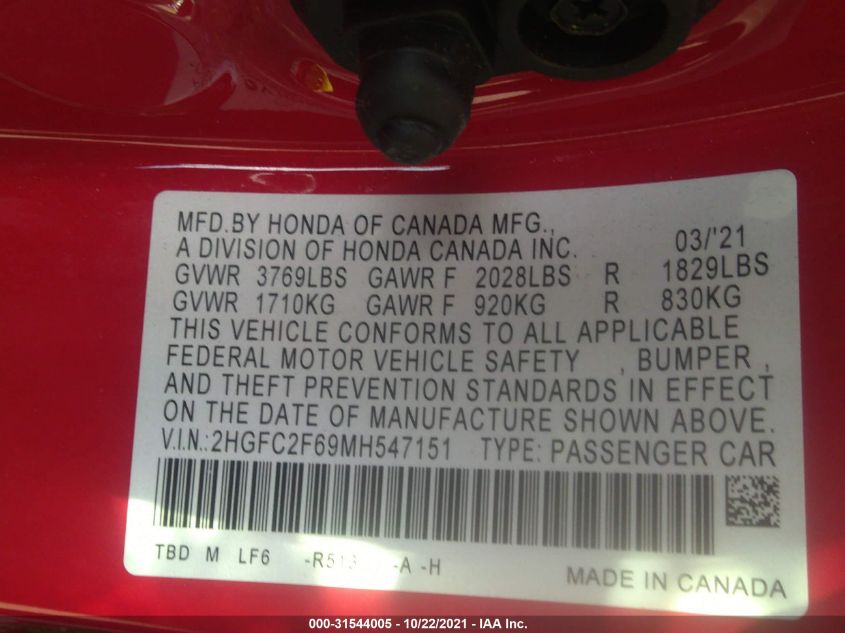 MFD.BY HONDA OF CANADA MFG.,
A DIVISION OF HONDA CANADA INC. 03/'21
GVWR 3769LBS GAWR F 2028LBS R 1829LBS
GVWR 1710KG GAWR F 920KG R 830KG
THIS VEHICLE CONFORMS TO ALL APPLICABLE
FEDERAL MOTOR VEHICLE SAFETY , BUMPER ,
AND THEFT PREVENTION STANDARDS IN EFFECT
ON THE DATE OF MANUFACTURE SHOWN ABOVE.
V.I.N.:2HGFC2F69MH547151 TYPE: PASSENGER CAR
TBD M LF6 -A -H
MADE IN CANADA
000-31544005 - 10/22/2021 - IAA Inc.